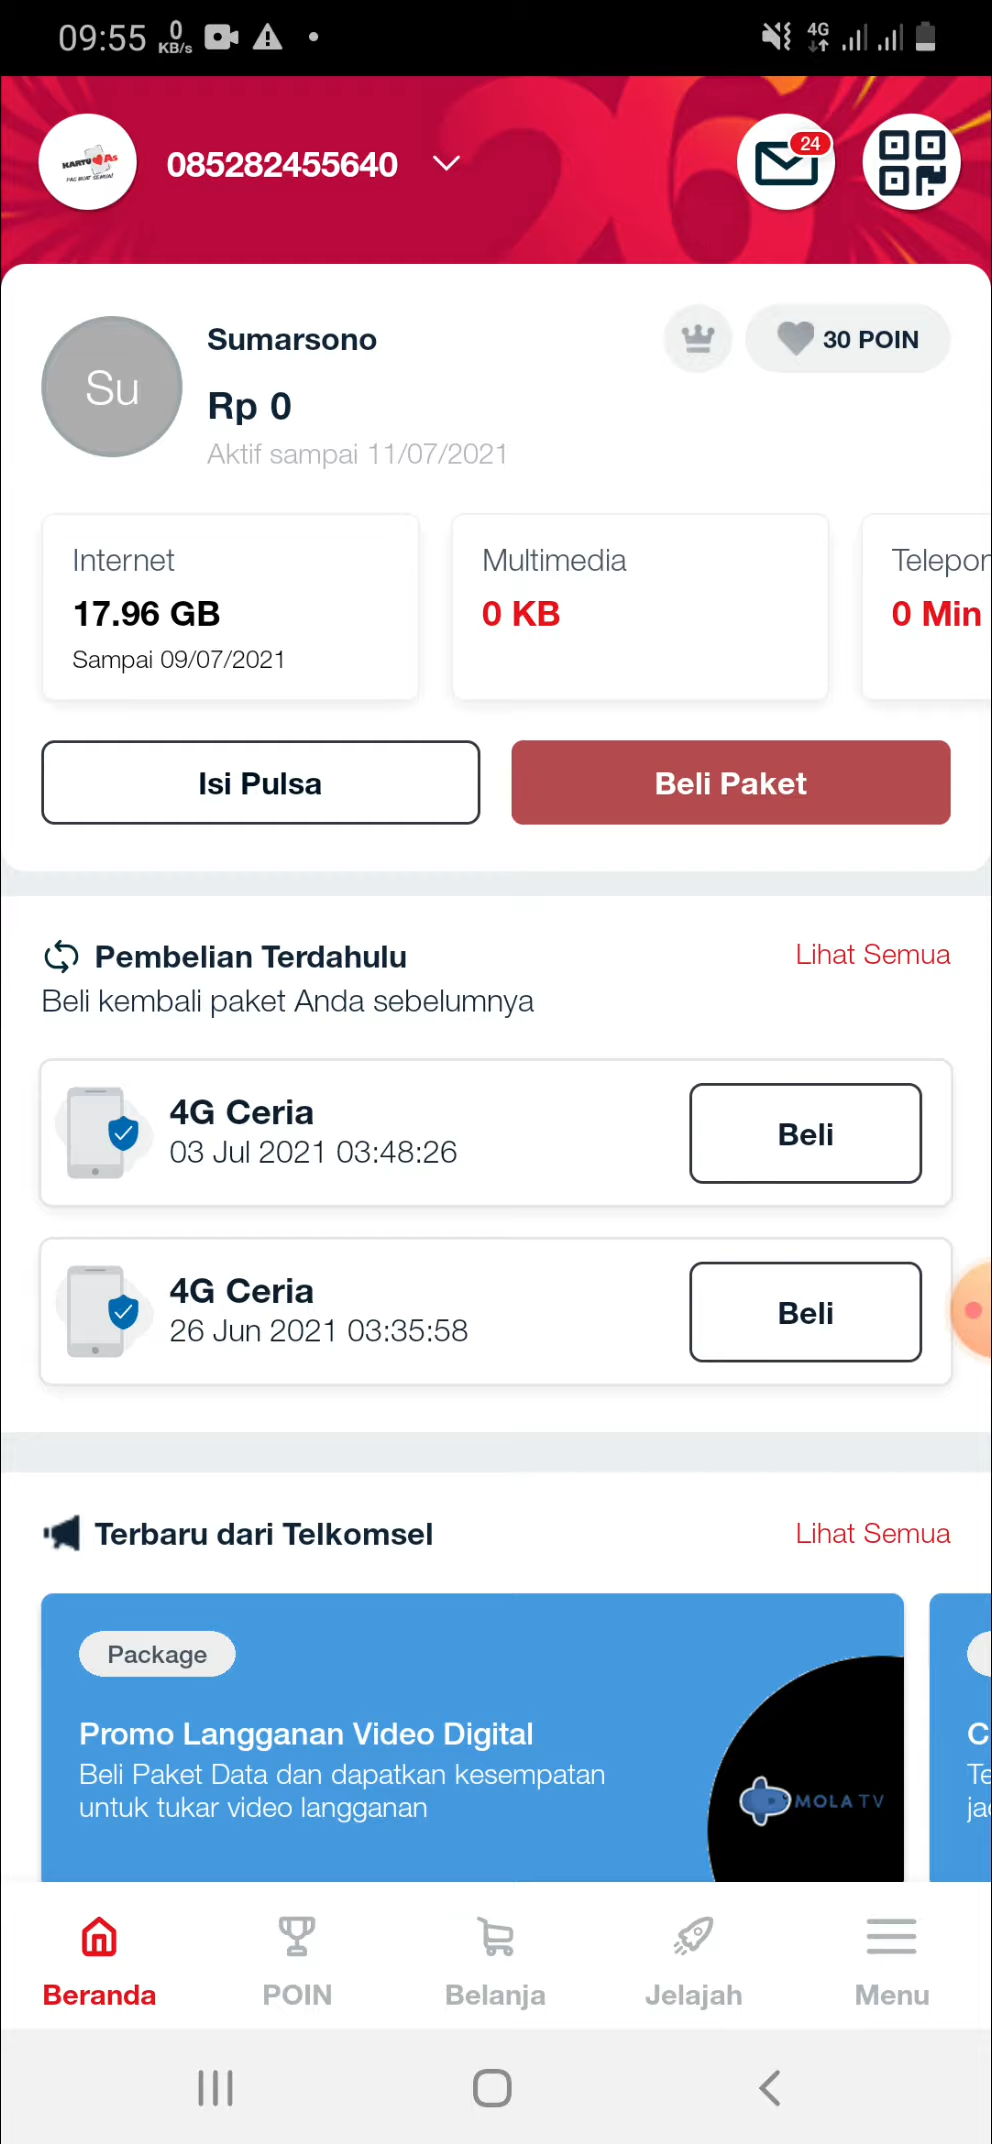 09:55 0 KB/s 4G
KARTU As
085282455640
24
Su
Sumarsono
30 POIN
Rp 0
Aktif sampai 11/07/2021
Internet
17.96 GB
Sampai 09/07/2021
Multimedia
0 KB
Telepon
0 Min
Isi Pulsa
Beli Paket
Pembelian Terdahulu
Lihat Semua
Beli kembali paket Anda sebelumnya
4G Ceria
03 Jul 2021 03:48:26
Beli
4G Ceria
26 Jun 2021 03:35:58
Beli
Terbaru dari Telkomsel
Lihat Semua
Package
Promo Langganan Video Digital
Beli Paket Data dan dapatkan kesempatan
untuk tukar video langganan
MOLA TV
C
Te
ja
Beranda
POIN
Belanja
Jelajah
Menu